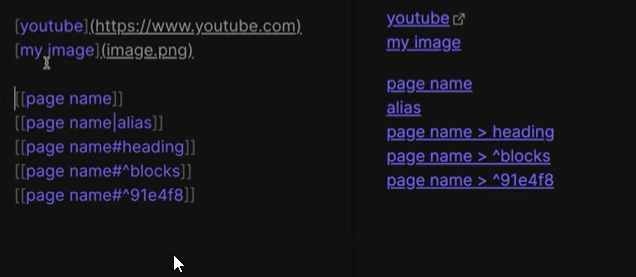 [youtube](https://www.youtube.com)
[my image](image.png)
[[page name]]
[[page name|alias]]
[[page name#heading]]
[[page name#^blocks]]
[[page name#^91e4f8]]
youtube
my image
page name
alias
page name > heading
page name > ^blocks
page name > ^91e4f8